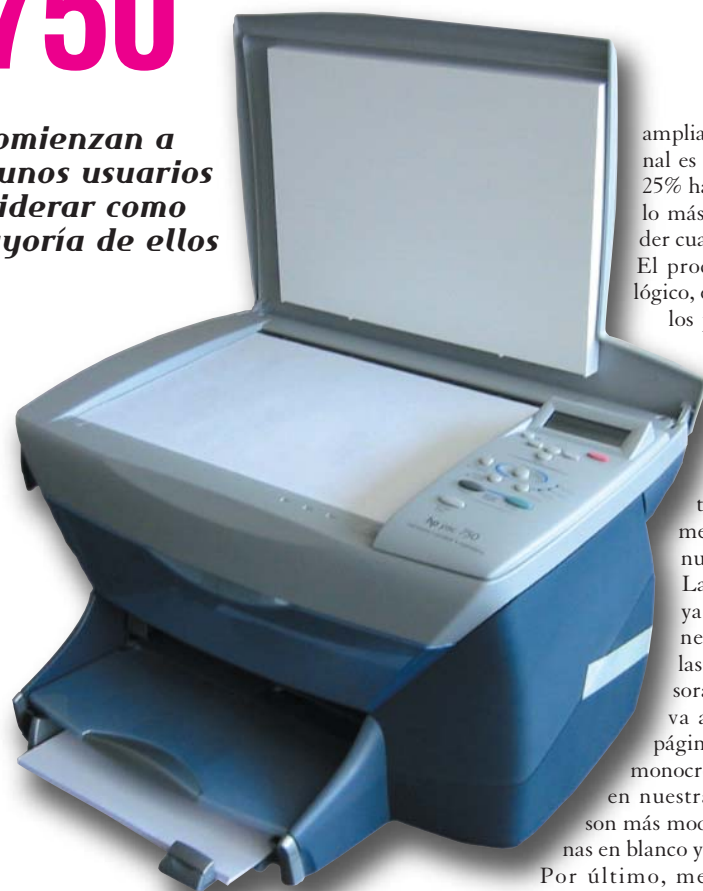 750
omienzan a
unos usuarios
iderar como
yoría de ellos
amplia
nal es
25% ha
lo más
der cua
El prod
lógico, 
los
t
me
nu
La
ya
ne
las
sora
va a
págin
monocr
en nuestra
son más mod
nas en blanco y
Por último, me
hp psc 750